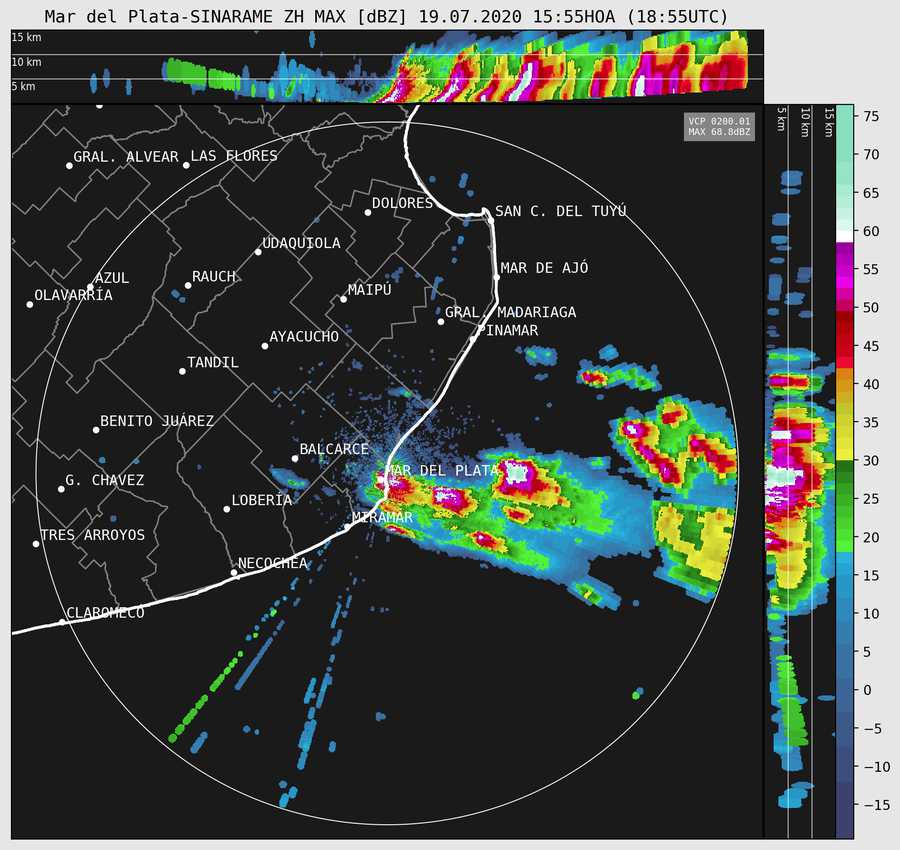 Mar del Plata-SINARAME ZH MAX [dBZ] 19.07.2020 15:55HOA (18:55UTC)
15 km
10 km
5 km
VCP 0200.01
MAX 68.8dBZ
5 km
10 km
15 km
GRAL. ALVEAR
LAS FLORES
DOLORES
SAN C. DEL TUYÚ
UDAQUIOLA
MAR DE AJÓ
AZUL
RAUCH
OLAVARRÍA
MAIPÚ
GRAL. MADARIAGA
PINAMAR
AYACUCHO
TANDIL
BENITO JUÁREZ
BALCARCE
MAR DEL PLATA
G. CHAVEZ
LOBERÍA
MIRAMAR
TRES ARROYOS
NECOCHEA
CLAROMECÓ
75
70
65
60
55
50
45
40
35
30
25
20
15
10
5
0
−5
−10
−15